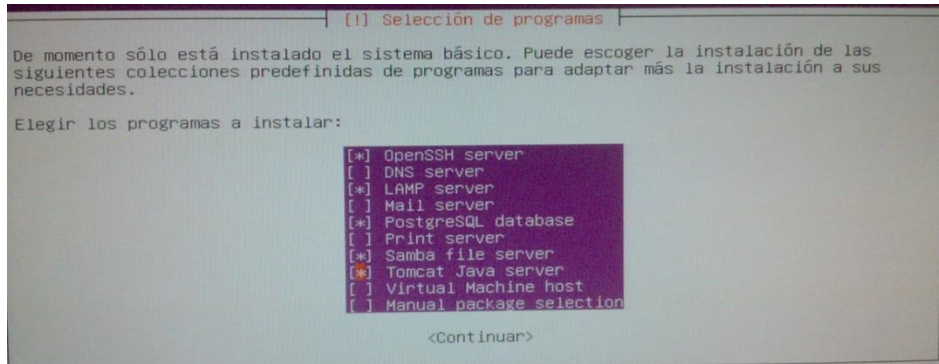 [!] Selección de programas
De momento sólo está instalado el sistema básico. Puede escoger la instalación de las
siguientes colecciones predefinidas de programas para adaptar más la instalación a sus
necesidades.
Elegir los programas a instalar:
[*] OpenSSH server
[ ] DNS server
[*] LAMP server
[ ] Mail server
[*] PostgreSQL database
[ ] Print server
[*] Samba file server
[*] Tomcat Java server
[ ] Virtual Machine host
[ ] Manual package selection
<Continuar>